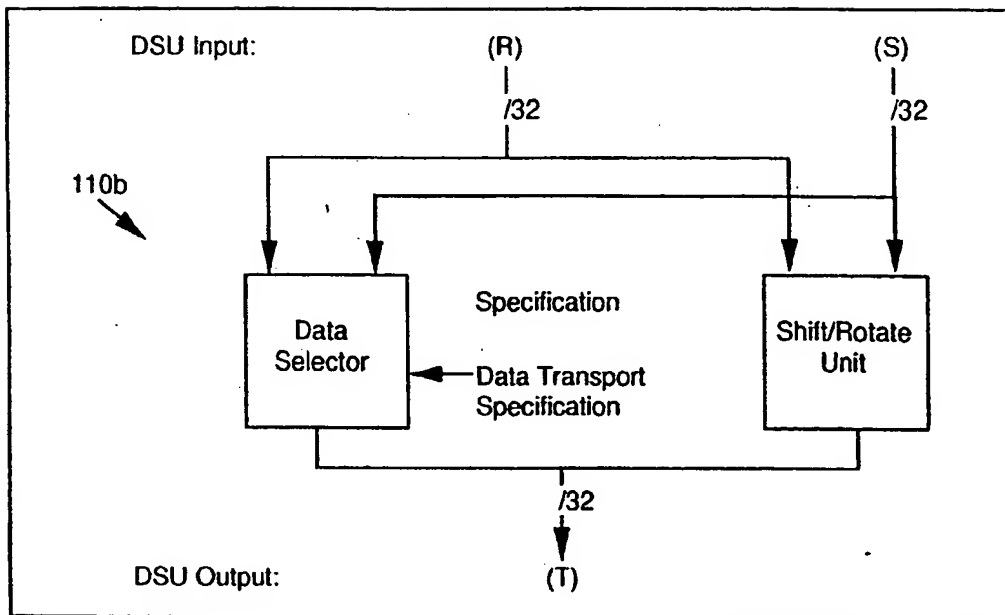 DSU Input:
(R)
(S)
/32
/32
110b
Specification
Data
Selector
Shift/Rotate
Unit
Data Transport
Specification
/32
DSU Output:
(T)